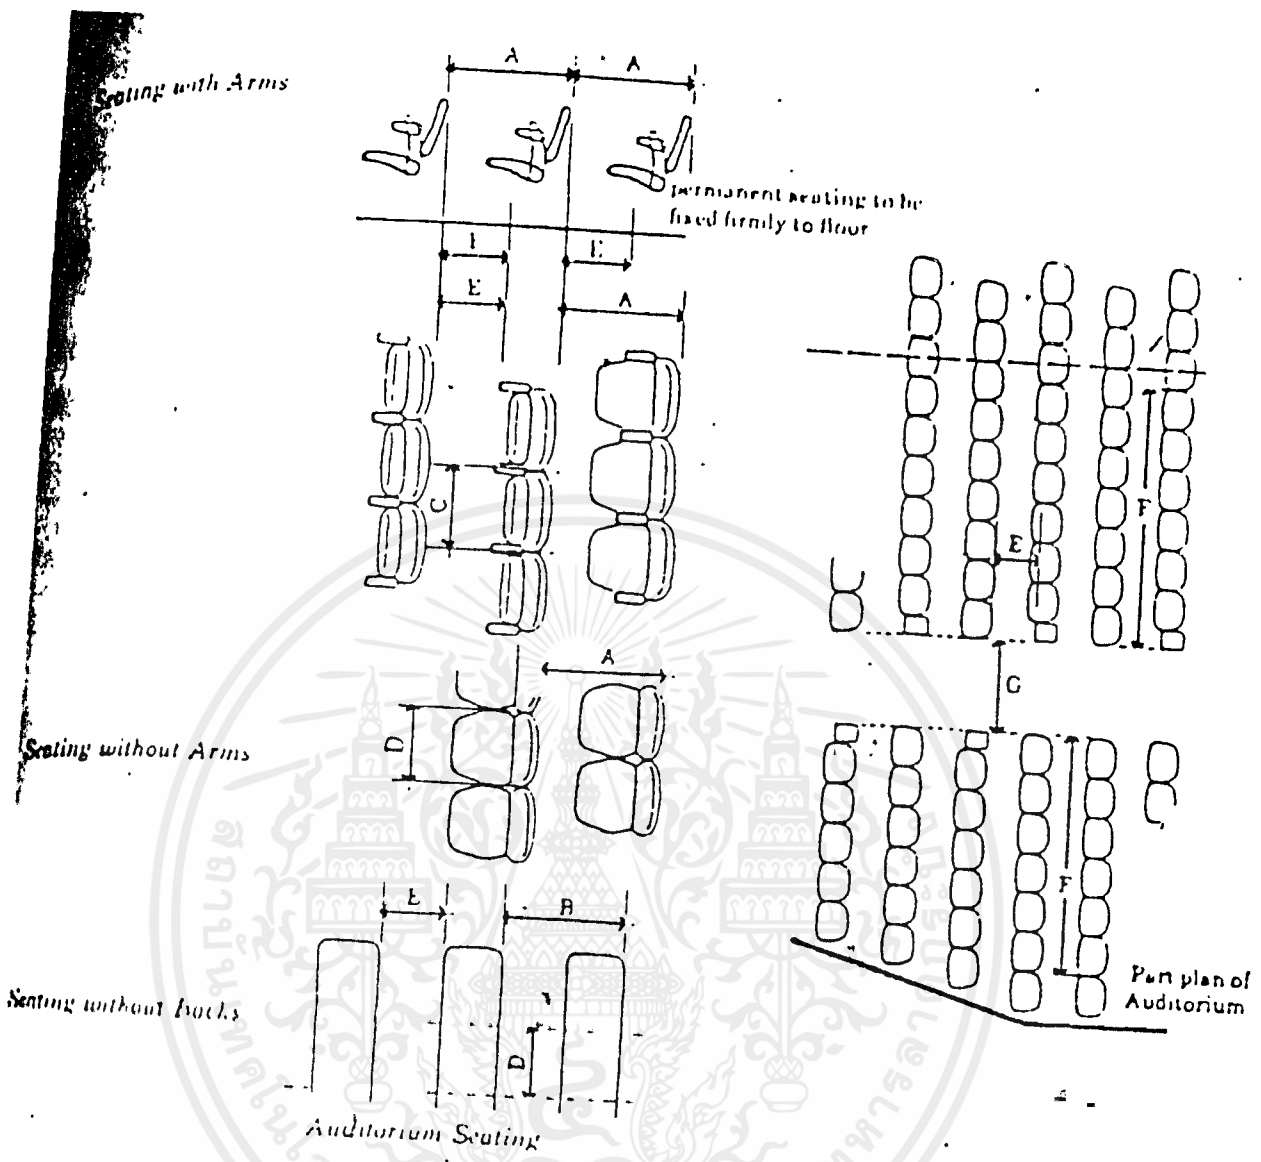 Seating with Arms
A
A
permanent seating to be
fixed firmly to floor
E
E
E
A
C
F
E
G
A
D
Seating without Arms
F
E
B
Part plan of
Auditorium
Seating without Backs
D
Auditorium Seating